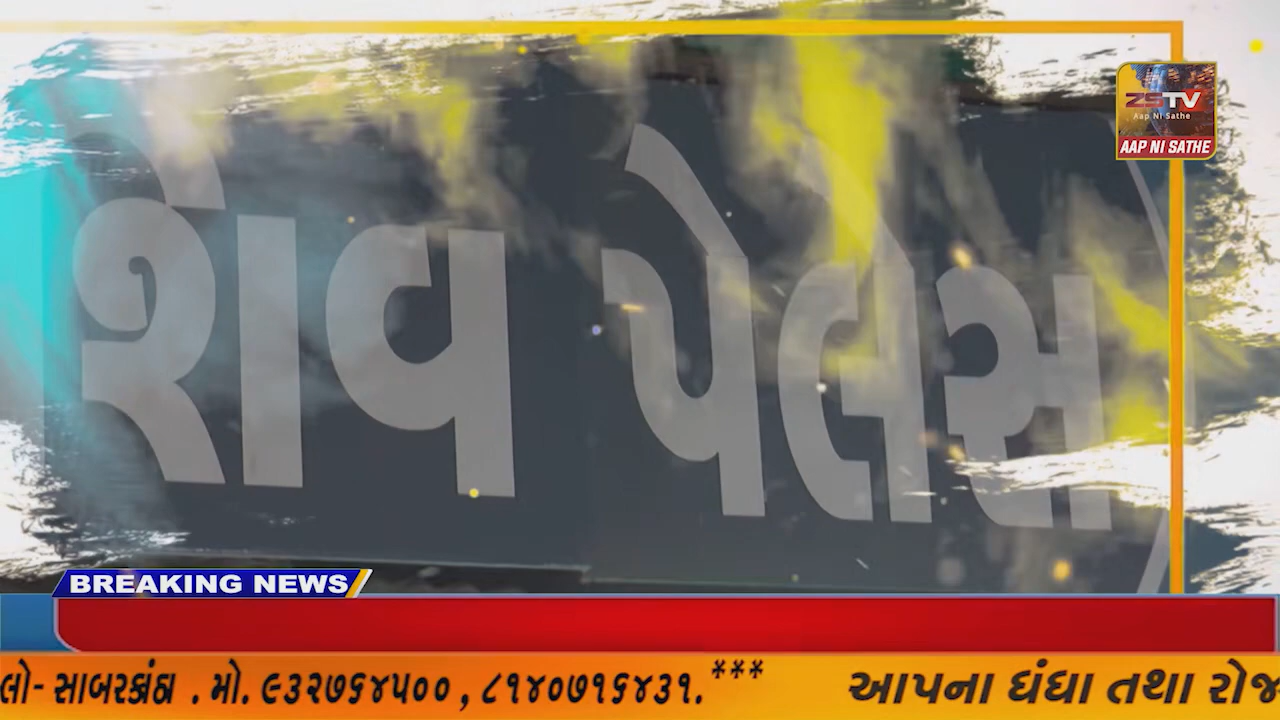 શેવ પેલેસ
ZSTV
Aap Ni Sathe
AAP NI SATHE
BREAKING NEWS
લો- સાબરકાંઠા . મો. ૯૩૨૭૬૪૫૦૦ , ૮૧૪૦૭૧૬૪૩૧.*** આપના ધંધા તથા રોજ